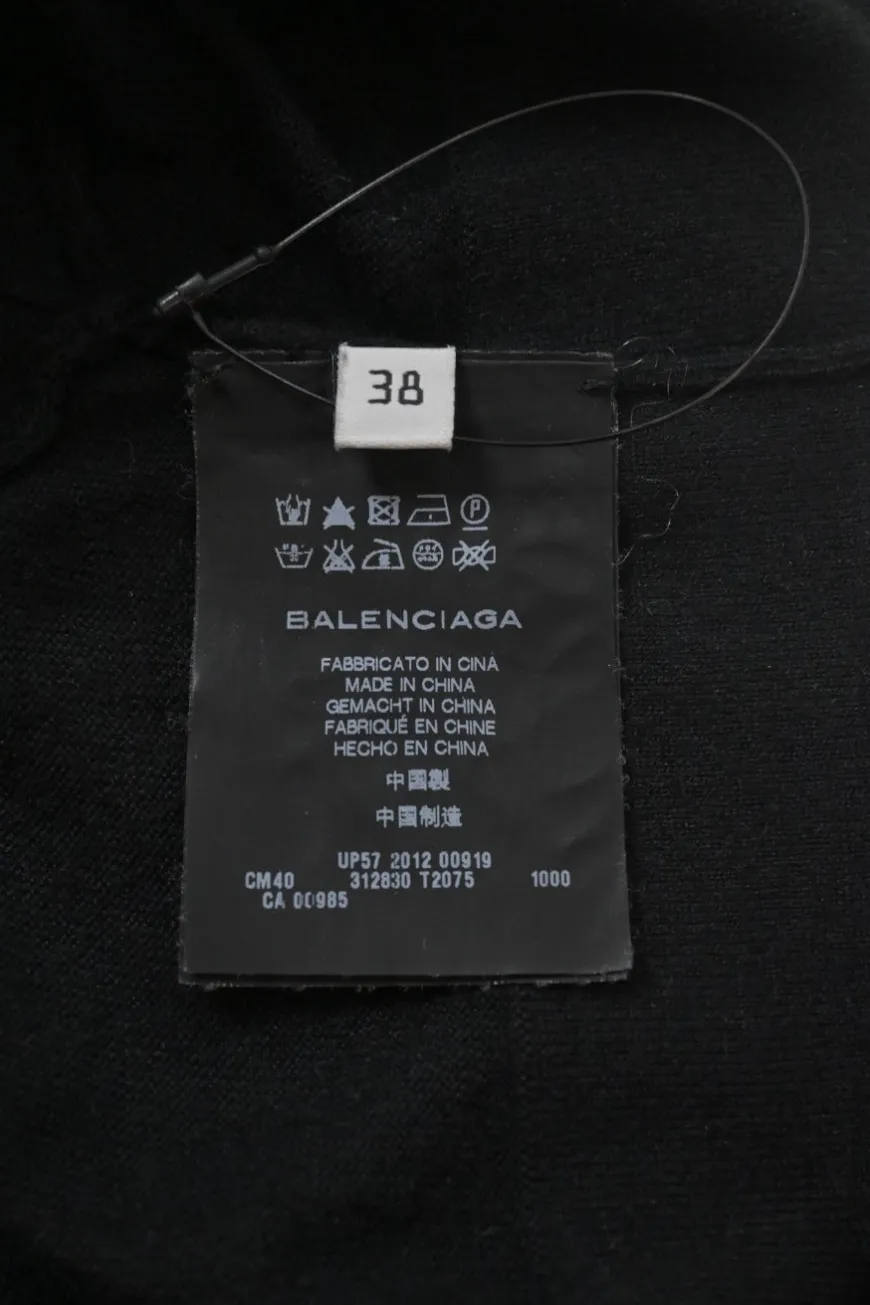 38
P
BALENCIAGA
FABBRICATO IN CINA
MADE IN CHINA
GEMACHT IN CHINA
FABRIQUÉ EN CHINE
HECHO EN CHINA
中国製
中国制造
UP57 2012 00919
CM40 312830 T2075 1000
CA 00985